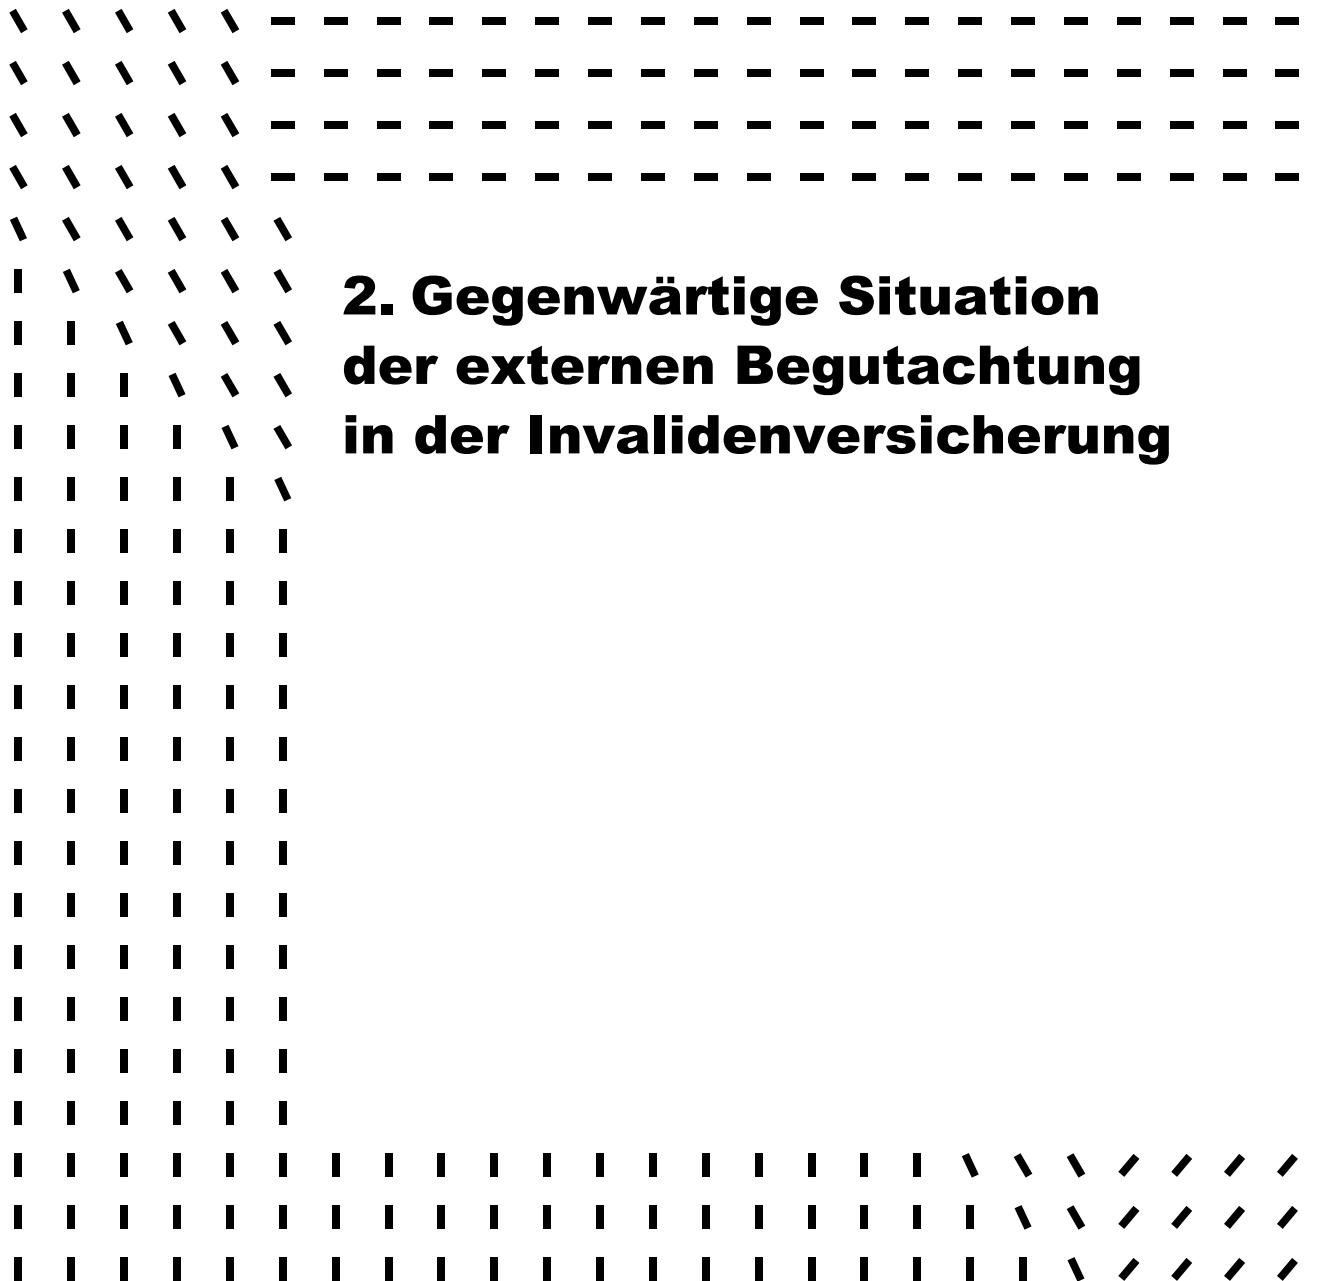 2. Gegenwärtige Situation
der externen Begutachtung
in der Invalidenversicherung